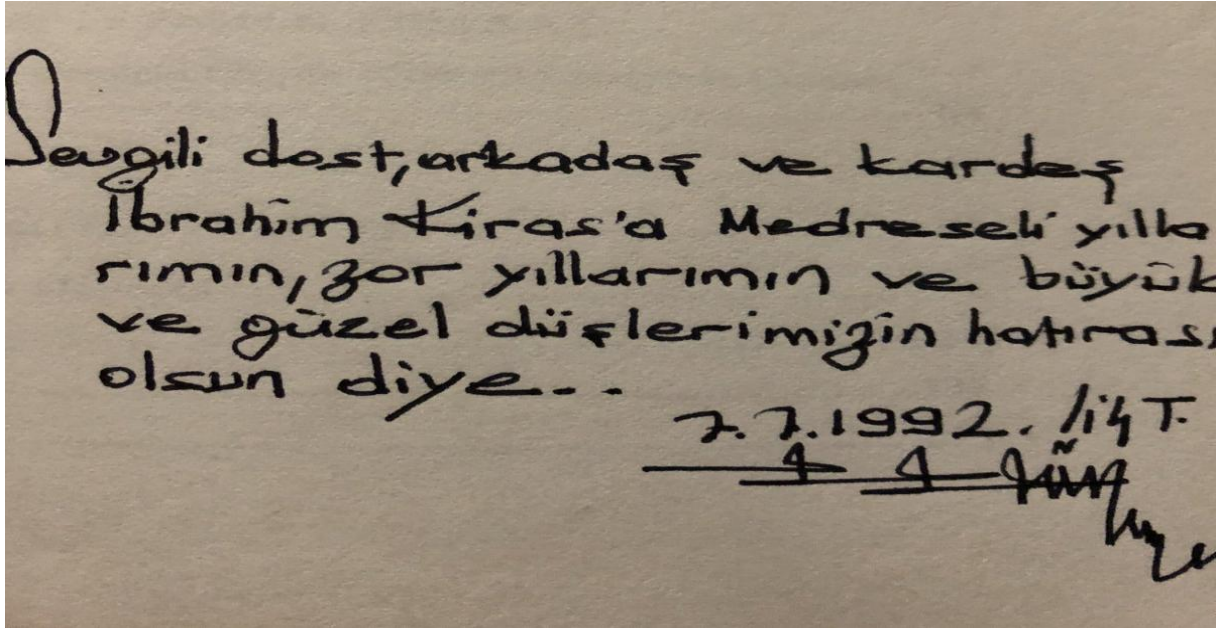 Sevgili dost, arkadaş ve kardeş
İbrahim Kiras'a Medreseli yılla
rımın, zor yıllarımın ve büyük
ve güzel düşlerimizin hatırası
olsun diye...
7.7.1992.